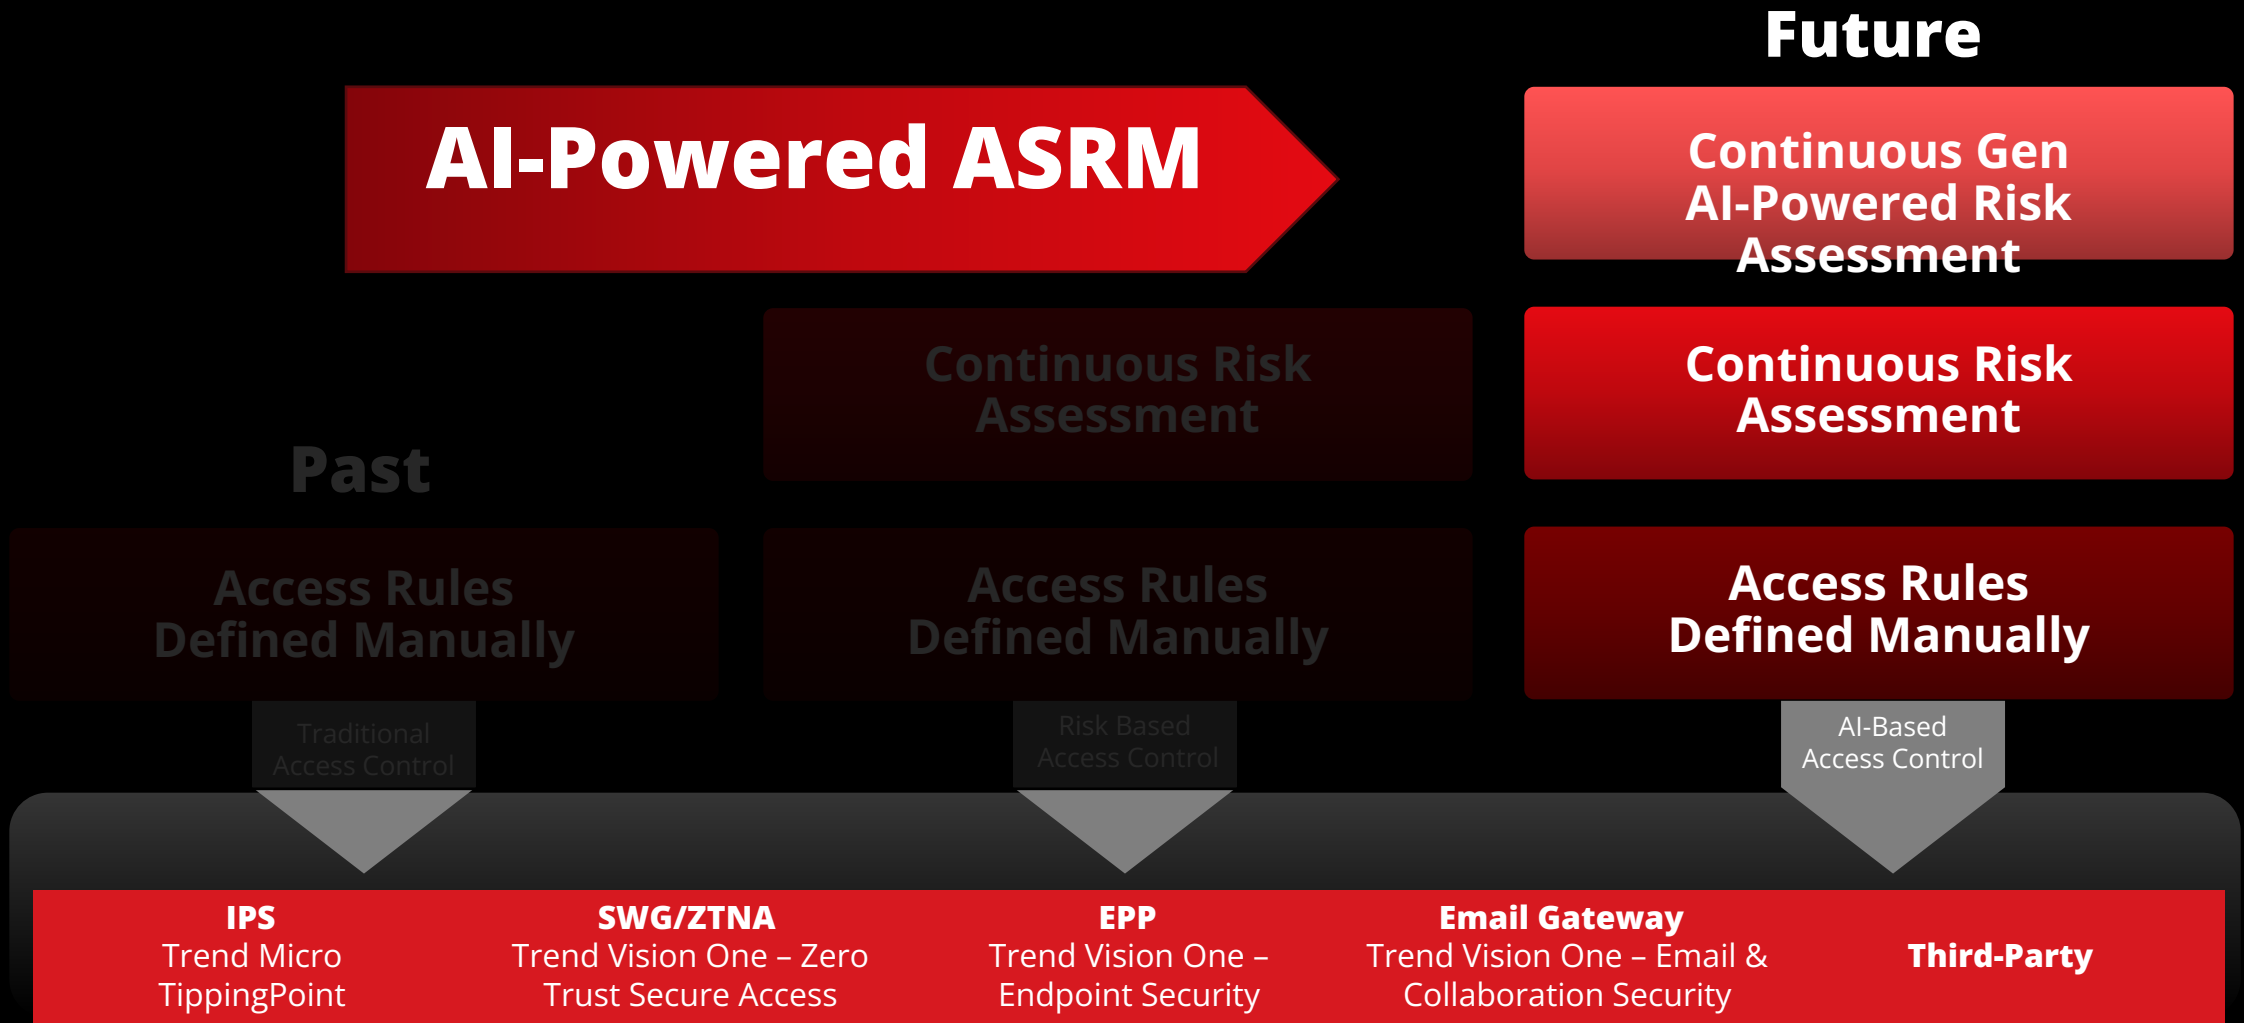 Future
AI-Powered ASRM
Continuous Gen
AI-Powered Risk
Assessment
Continuous Risk
Assessment
Continuous Risk
Assessment
Past
Access Rules
Defined Manually
Access Rules
Defined Manually
Access Rules
Defined Manually
Traditional
Access Control
Risk Based
Access Control
AI-Based
Access Control
IPS
Trend Micro
TippingPoint
SWG/ZTNA
Trend Vision One – Zero
Trust Secure Access
EPP
Trend Vision One –
Endpoint Security
Email Gateway
Trend Vision One – Email &
Collaboration Security
Third-Party